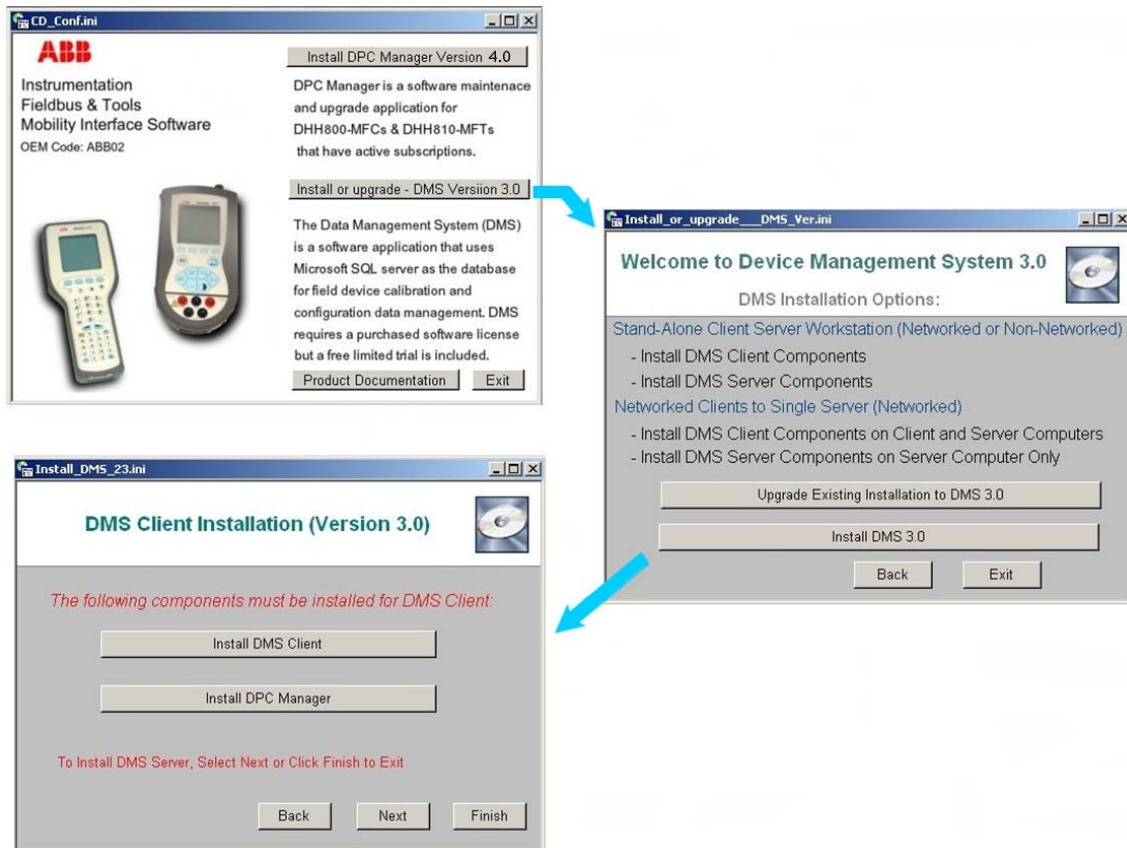 CD_Conf.ini
ABB
Instrumentation
Fieldbus & Tools
Mobility Interface Software
OEM Code: ABB02
Install DPC Manager Version 4.0
DPC Manager is a software maintenace
and upgrade application for
DHH800-MFCs & DHH810-MFTs
that have active subscriptions.
Install or upgrade - DMS Versiion 3.0
The Data Management System (DMS)
is a software application that uses
Microsoft SQL server as the database
for field device calibration and
configuration data management. DMS
requires a purchased software license
but a free limited trial is included.
Product Documentation
Exit
Install_or_upgrade___DMS_Ver.ini
Welcome to Device Management System 3.0
DMS Installation Options:
Stand-Alone Client Server Workstation (Networked or Non-Networked)
- Install DMS Client Components
- Install DMS Server Components
Networked Clients to Single Server (Networked)
- Install DMS Client Components on Client and Server Computers
- Install DMS Server Components on Server Computer Only
Upgrade Existing Installation to DMS 3.0
Install DMS 3.0
Back
Exit
Install_DMS_23.ini
DMS Client Installation (Version 3.0)
The following components must be installed for DMS Client:
Install DMS Client
Install DPC Manager
To Install DMS Server, Select Next or Click Finish to Exit
Back
Next
Finish